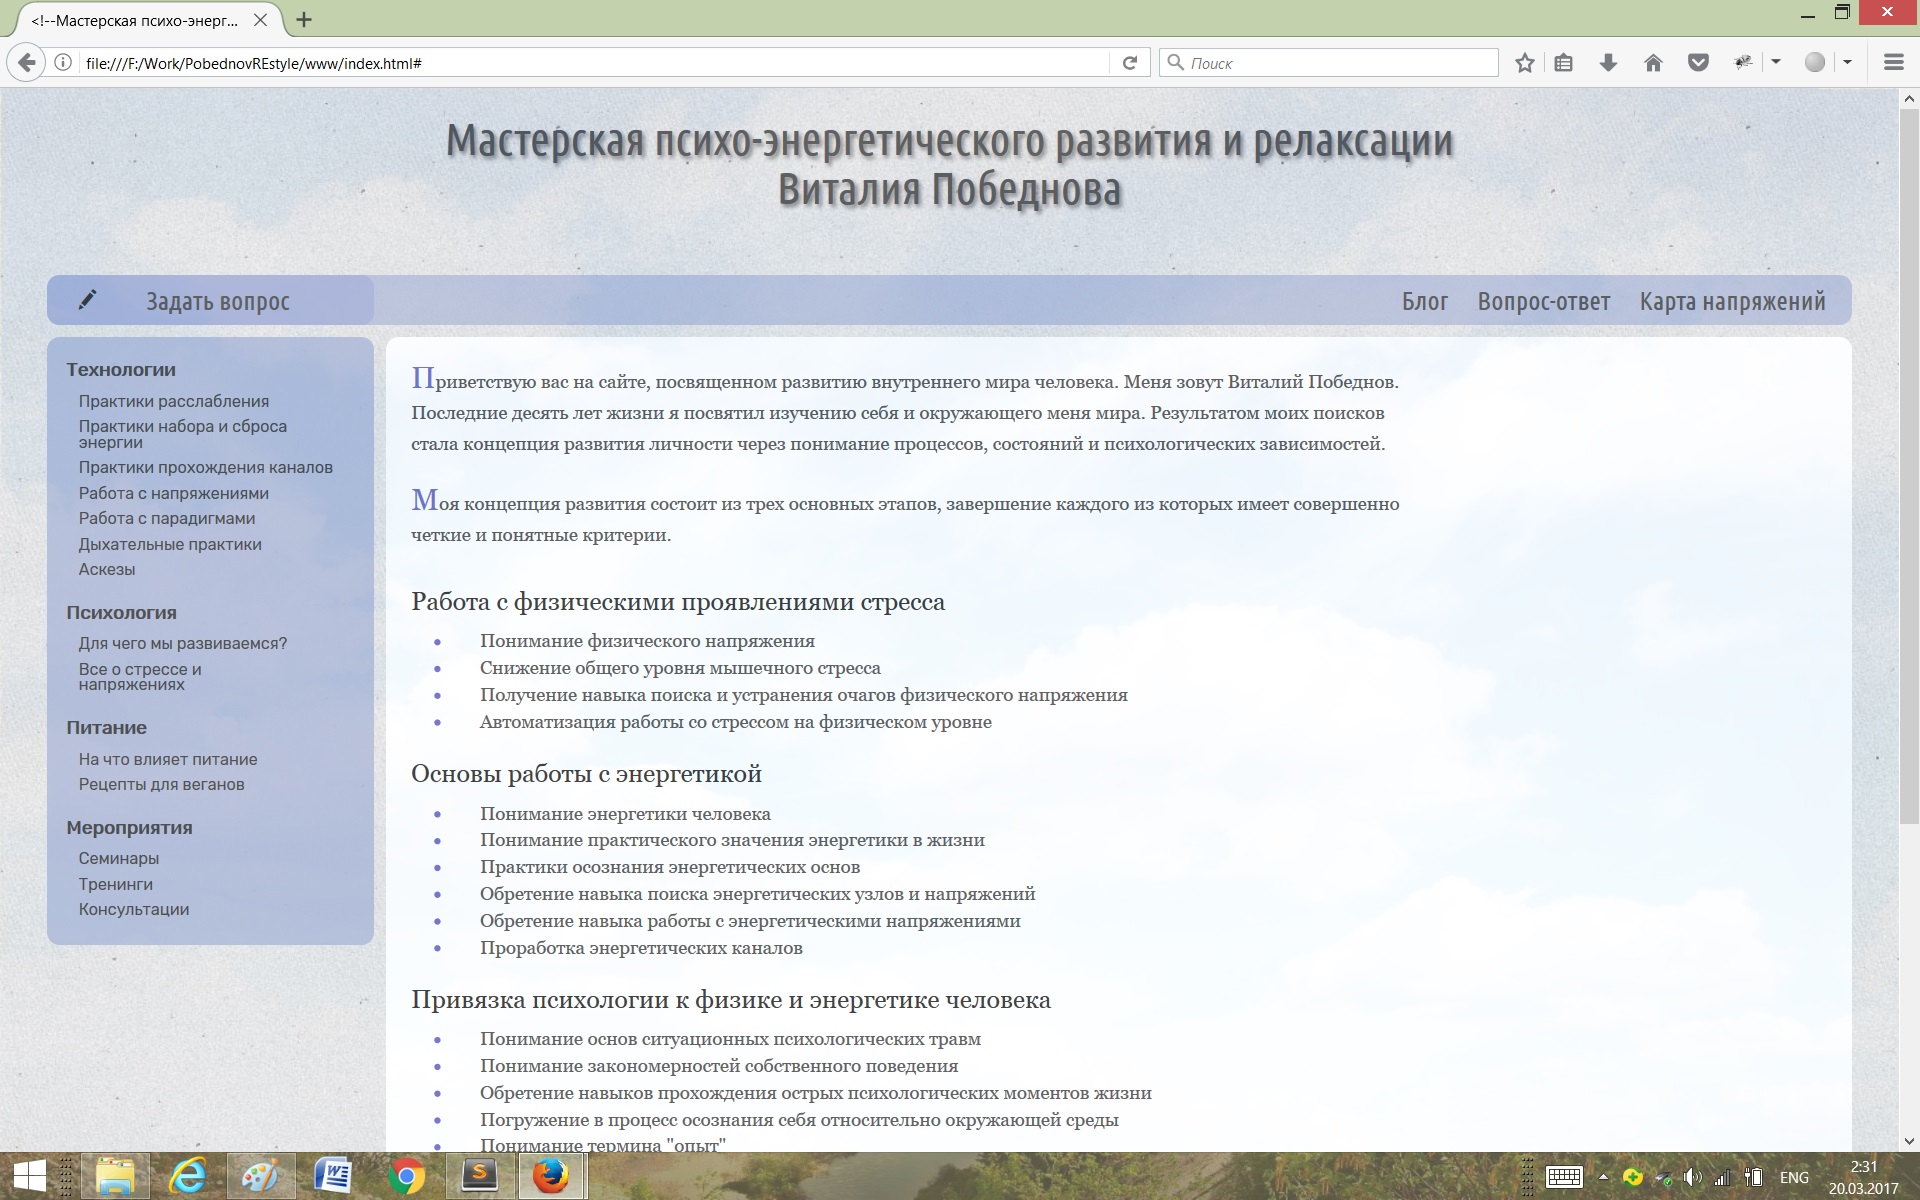 <!--Мастерская психо-энерг...
file:///F:/Work/PobednovREstyle/www/index.html#
Поиск
Мастерская психо-энергетического развития и релаксации
Виталия Победнова
Задать вопрос
Блог
Вопрос-ответ
Карта напряжений
Технологии
Практики расслабления
Практики набора и сброса
энергии
Практики прохождения каналов
Работа с напряжениями
Работа с парадигмами
Дыхательные практики
Аскезы
Психология
Для чего мы развиваемся?
Все о стрессе и
напряжениях
Питание
На что влияет питание
Рецепты для веганов
Мероприятия
Семинары
Тренинги
Консультации
Приветствую вас на сайте, посвященном развитию внутреннего мира человека. Меня зовут Виталий Победнов.
Последние десять лет жизни я посвятил изучению себя и окружающего меня мира. Результатом моих поисков
стала концепция развития личности через понимание процессов, состояний и психологических зависимостей.
Моя концепция развития состоит из трех основных этапов, завершение каждого из которых имеет совершенно
четкие и понятные критерии.
Работа с физическими проявлениями стресса
• Понимание физического напряжения
• Снижение общего уровня мышечного стресса
• Получение навыка поиска и устранения очагов физического напряжения
• Автоматизация работы со стрессом на физическом уровне
Основы работы с энергетикой
• Понимание энергетики человека
• Понимание практического значения энергетики в жизни
• Практики осознания энергетических основ
• Обретение навыка поиска энергетических узлов и напряжений
• Обретение навыка работы с энергетическими напряжениями
• Проработка энергетических каналов
Привязка психологии к физике и энергетике человека
• Понимание основ ситуационных психологических травм
• Понимание закономерностей собственного поведения
• Обретение навыков прохождения острых психологических моментов жизни
• Погружение в процесс осознания себя относительно окружающей среды
• Понимание термина "опыт"
ENG
2:31
20.03.2017